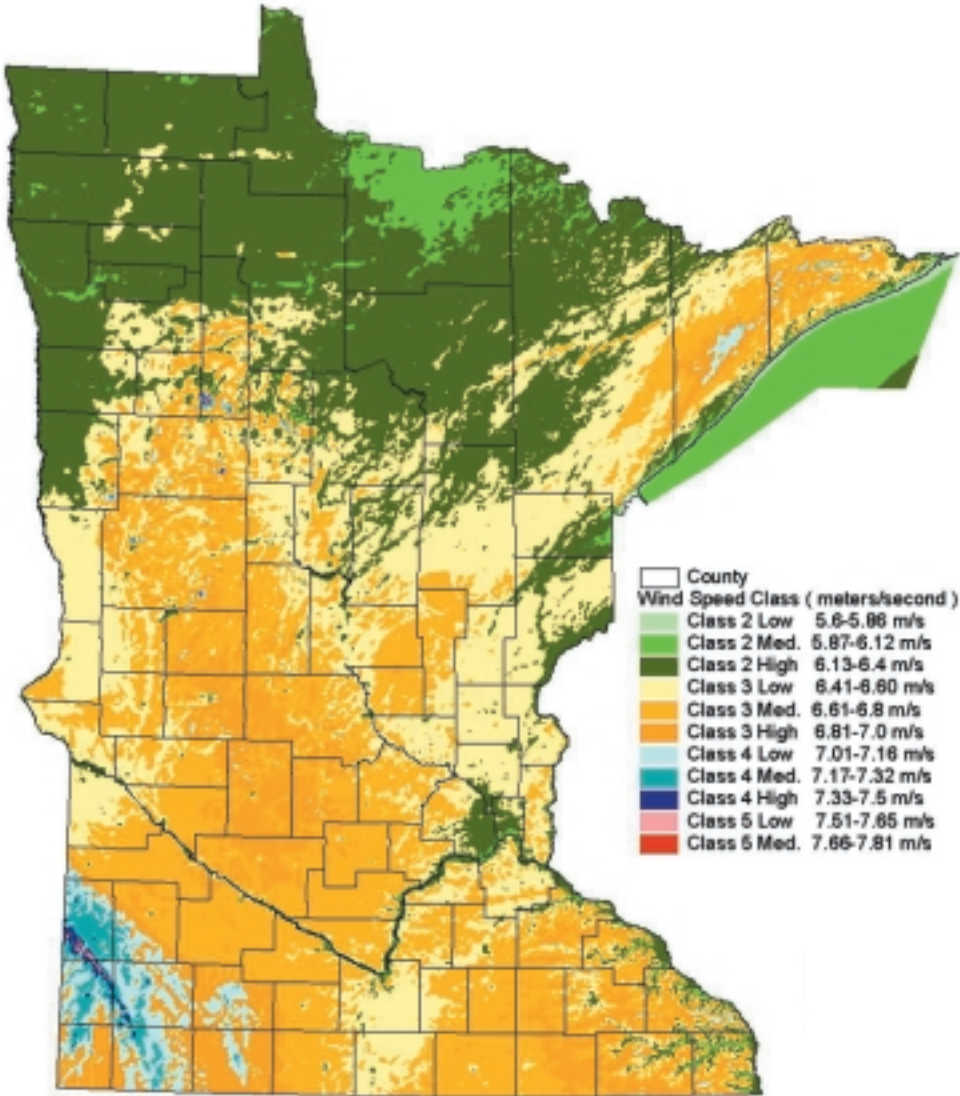 County
Wind Speed Class ( meters/second )
Class 2 Low 5.6-5.86 m/s
Class 2 Med. 5.87-6.12 m/s
Class 2 High 6.13-6.4 m/s
Class 3 Low 6.41-6.60 m/s
Class 3 Med. 6.61-6.8 m/s
Class 3 High 6.81-7.0 m/s
Class 4 Low 7.01-7.16 m/s
Class 4 Med. 7.17-7.32 m/s
Class 4 High 7.33-7.5 m/s
Class 5 Low 7.51-7.65 m/s
Class 5 Med. 7.66-7.81 m/s